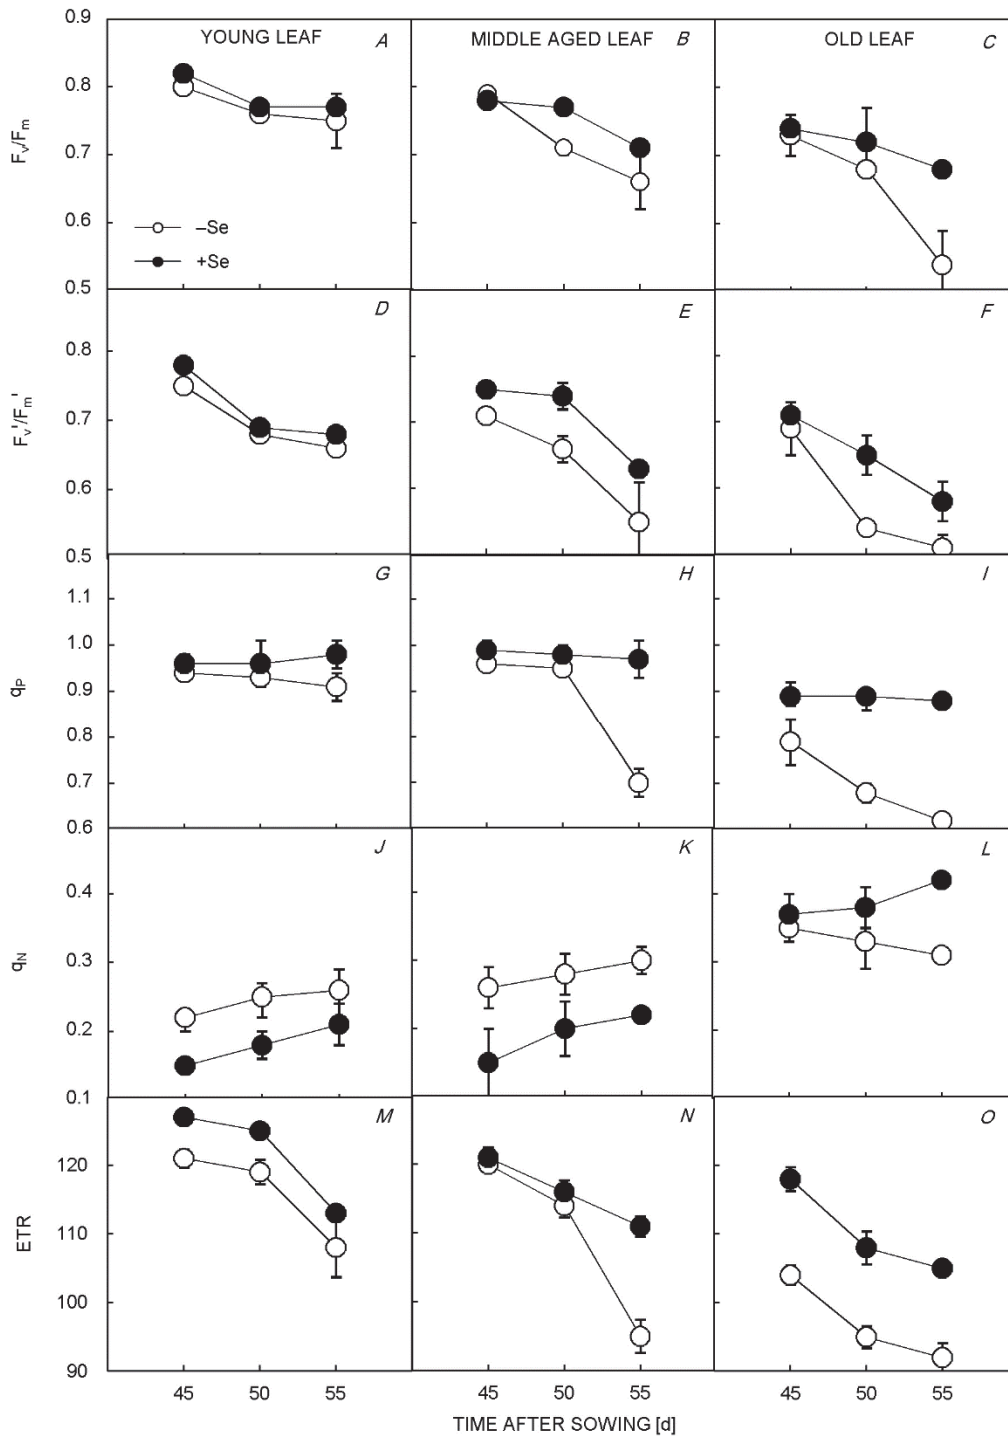 YOUNG LEAF A MIDDLE AGED LEAF B OLD LEAF C
0.9
0.8
0.7
0.6
0.5
Fv/Fm
–Se
+Se
D E F
0.8
0.7
0.6
0.5
Fv'/Fm'
G H I
1.1
1.0
0.9
0.8
0.7
0.6
qP
J K L
0.4
0.3
0.2
0.1
qN
M N O
120
110
100
90
ETR
45 50 55 45 50 55 45 50 55
TIME AFTER SOWING [d]